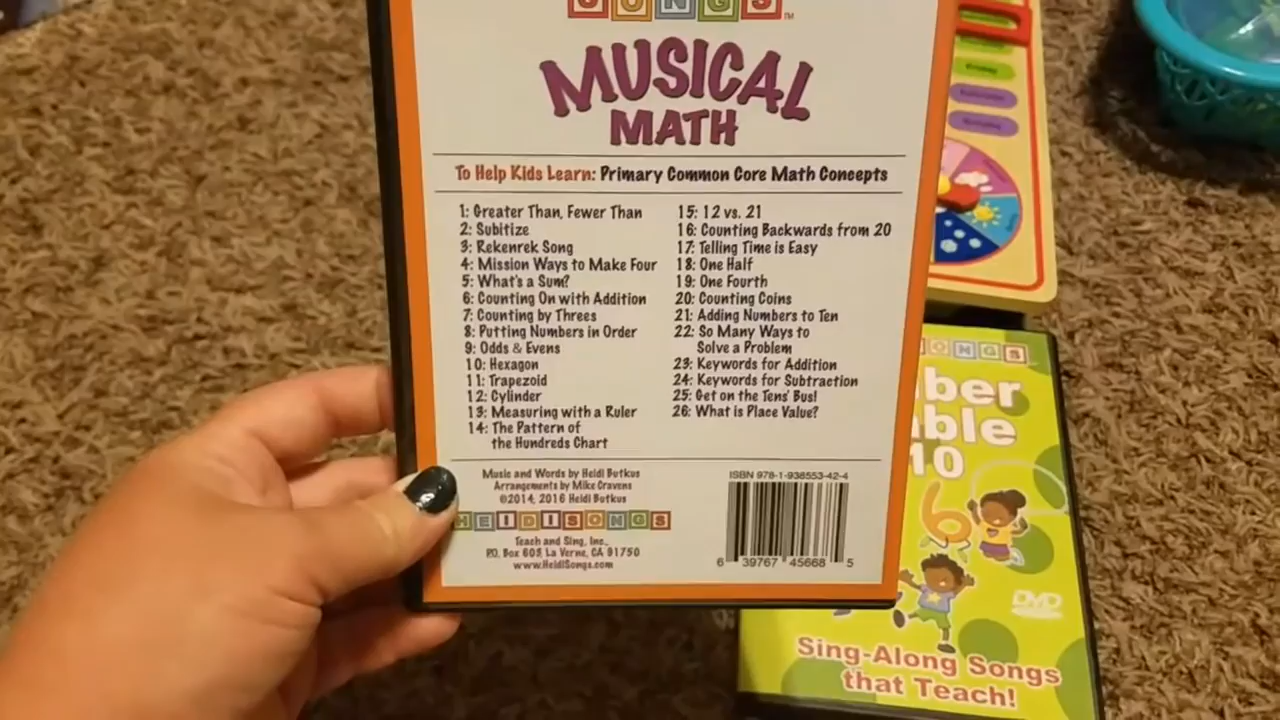 SONGS™
MUSICAL
MATH
To Help Kids Learn: Primary Common Core Math Concepts
1: Greater Than, Fewer Than
2: Subitize
3: Rekenrek Song
4: Mission Ways to Make Four
5: What's a Sum?
6: Counting On with Addition
7: Counting by Threes
8: Putting Numbers in Order
9: Odds & Evens
10: Hexagon
11: Trapezoid
12: Cylinder
13: Measuring with a Ruler
14: The Pattern of
the Hundreds Chart
15: 12 vs. 21
16: Counting Backwards from 20
17: Telling Time is Easy
18: One Half
19: One Fourth
20: Counting Coins
21: Adding Numbers to Ten
22: So Many Ways to
Solve a Problem
23: Keywords for Addition
24: Keywords for Subtraction
25: Get on the Tens' Bus!
26: What is Place Value?
Music and Words by Heidi Butkus
Arrangements by Mike Cravens
©2014, 2016 Heidi Butkus
HEIDISONGS
Teach and Sing, Inc.,
P.O. Box 603, La Verne, CA 91750
www.HeidiSongs.com
ISBN 978-1-938553-42-4
6 39767 45668 5
ONGS
ber
ble
10
6
DVD
Sing-Along Songs
that Teach!